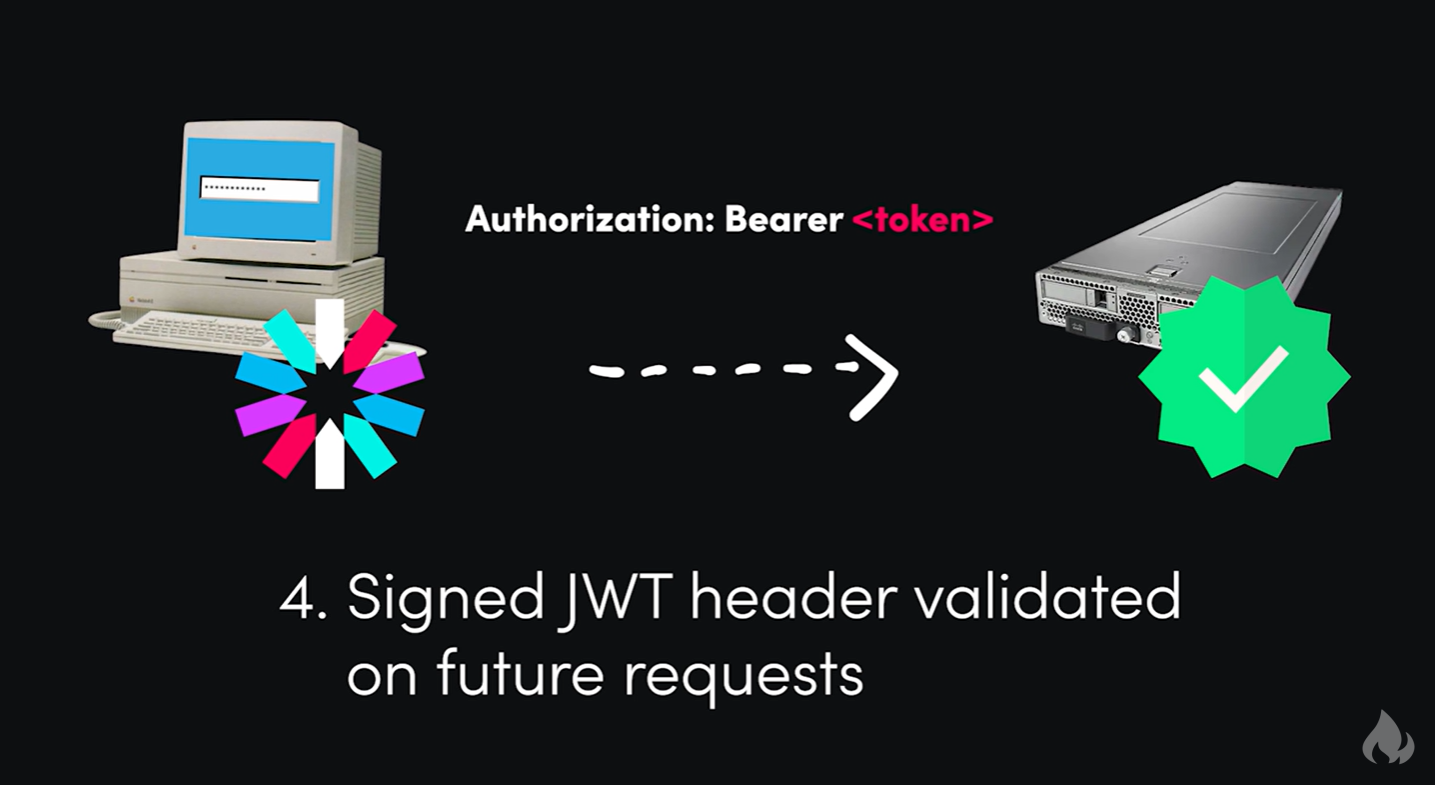 Authorization: Bearer <token>
4. Signed JWT header validated
on future requests